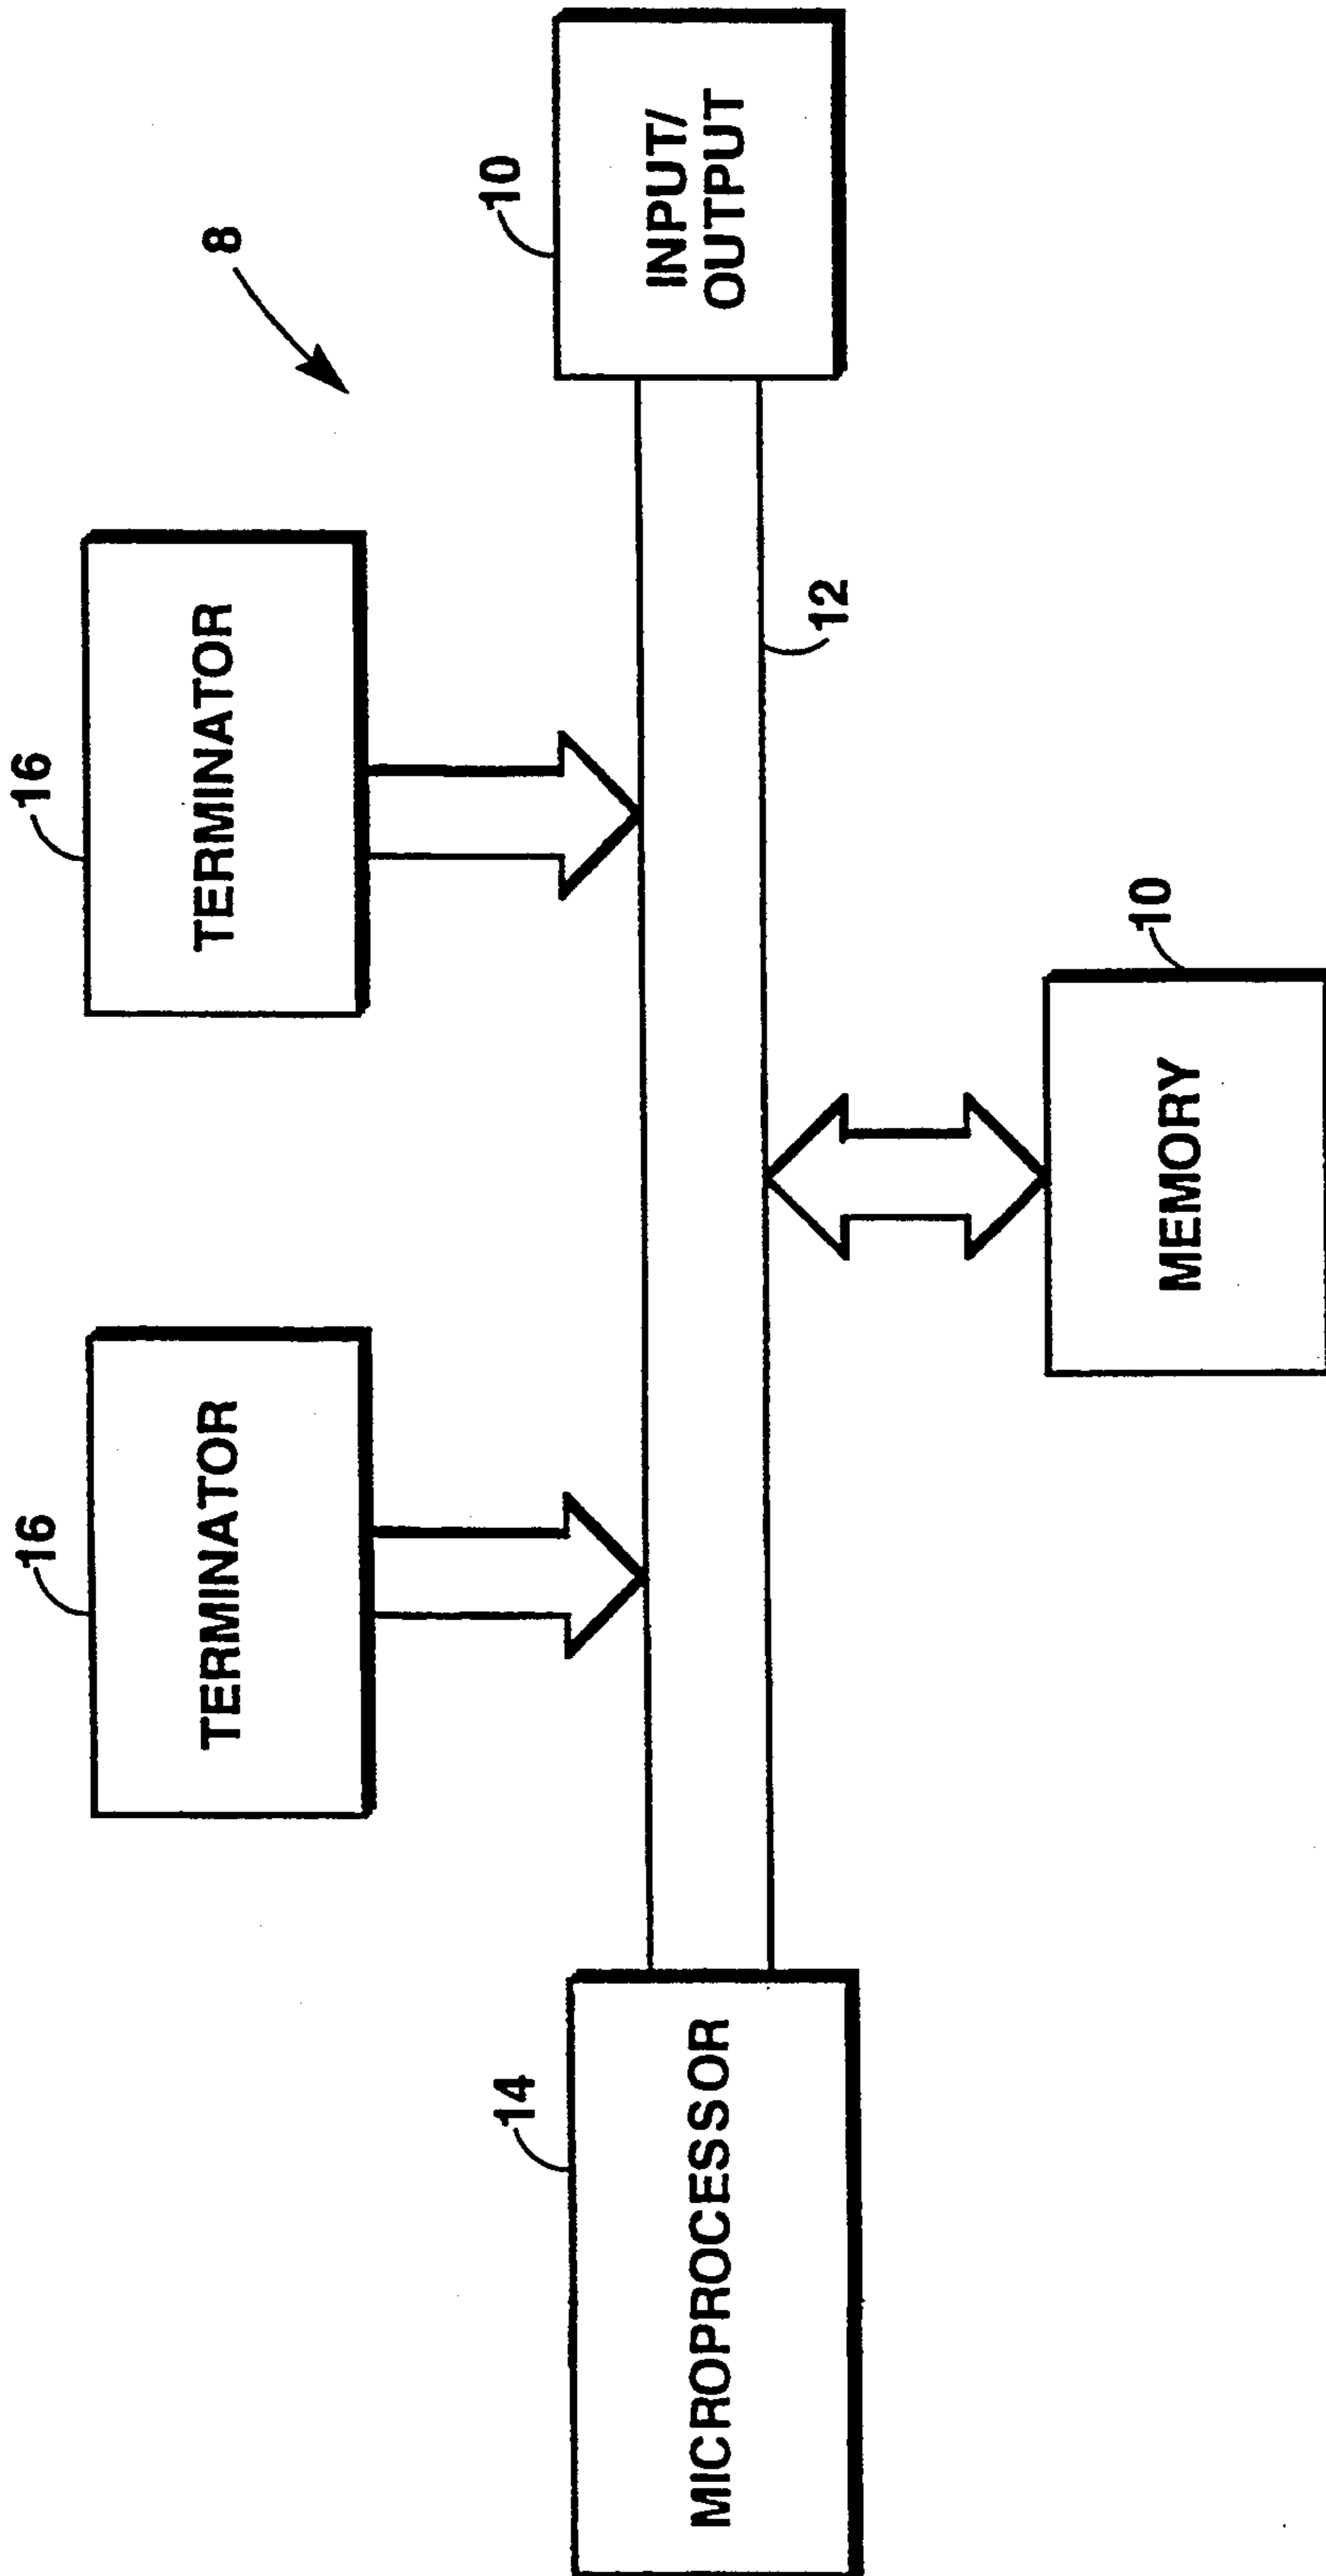 8
16
TERMINATOR
16
TERMINATOR
14
MICROPROCESSOR
10
INPUT/
OUTPUT
12
10
MEMORY